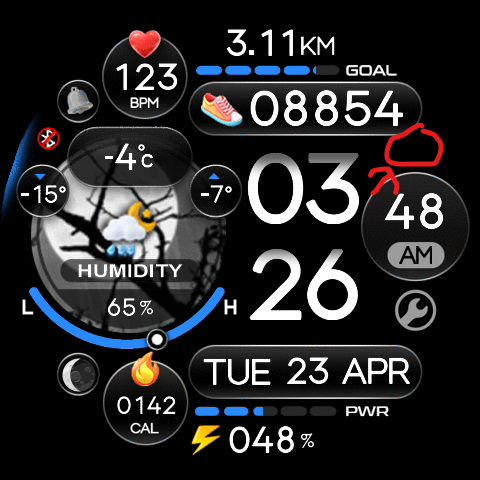 3.11KM
GOAL
123
BPM
08854
-4°c
-15°
-7°
03
48
AM
HUMIDITY
26
65%
L
H
TUE 23 APR
0142
CAL
PWR
048%